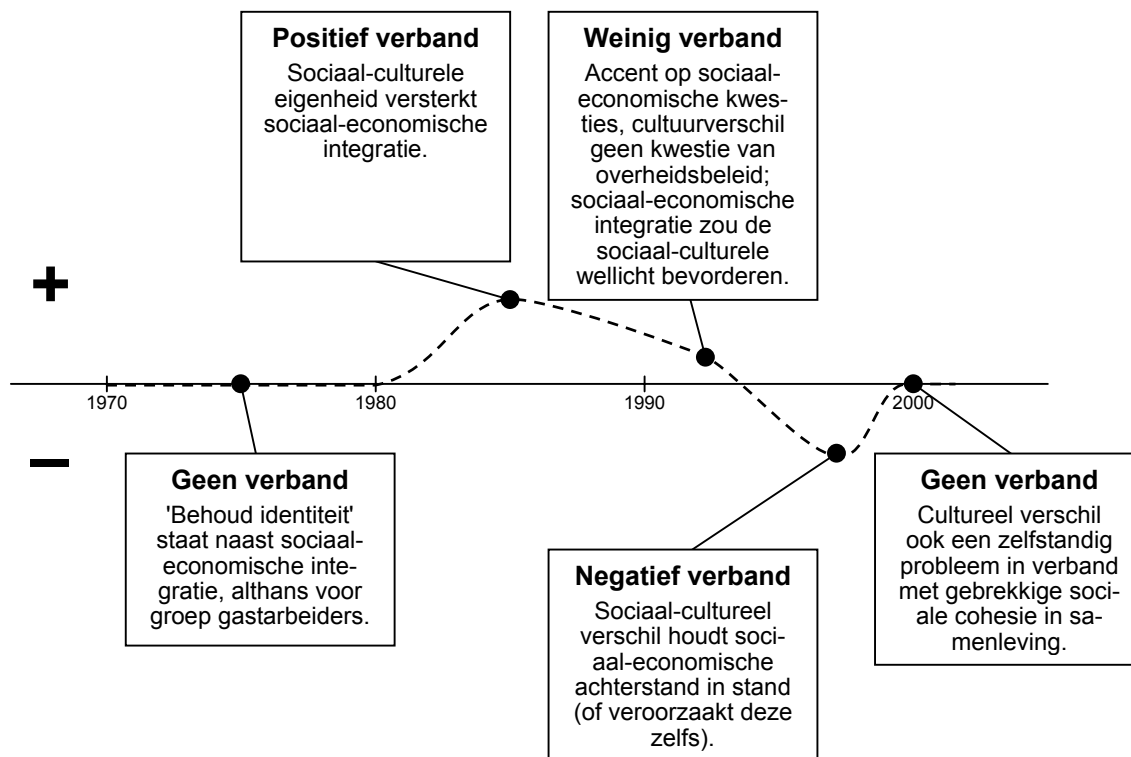 Positief verband
Sociaal-culturele
eigenheid versterkt
sociaal-economische
integratie.
Weinig verband
Accent op sociaal-
economische kwes-
ties, cultuurverschil
geen kwestie van
overheidsbeleid;
sociaal-economische
integratie zou de
sociaal-culturele
wellicht bevorderen.
+
1970
1980
1990
2000
–
Geen verband
'Behoud identiteit'
staat naast sociaal-
economische inte-
gratie, althans voor
groep gastarbeiders.
Negatief verband
Sociaal-cultureel
verschil houdt soci-
aal-economische
achterstand in stand
(of veroorzaakt deze
zelfs).
Geen verband
Cultureel verschil
ook een zelfstandig
probleem in verband
met gebrekkige soci-
ale cohesie in sa-
menleving.